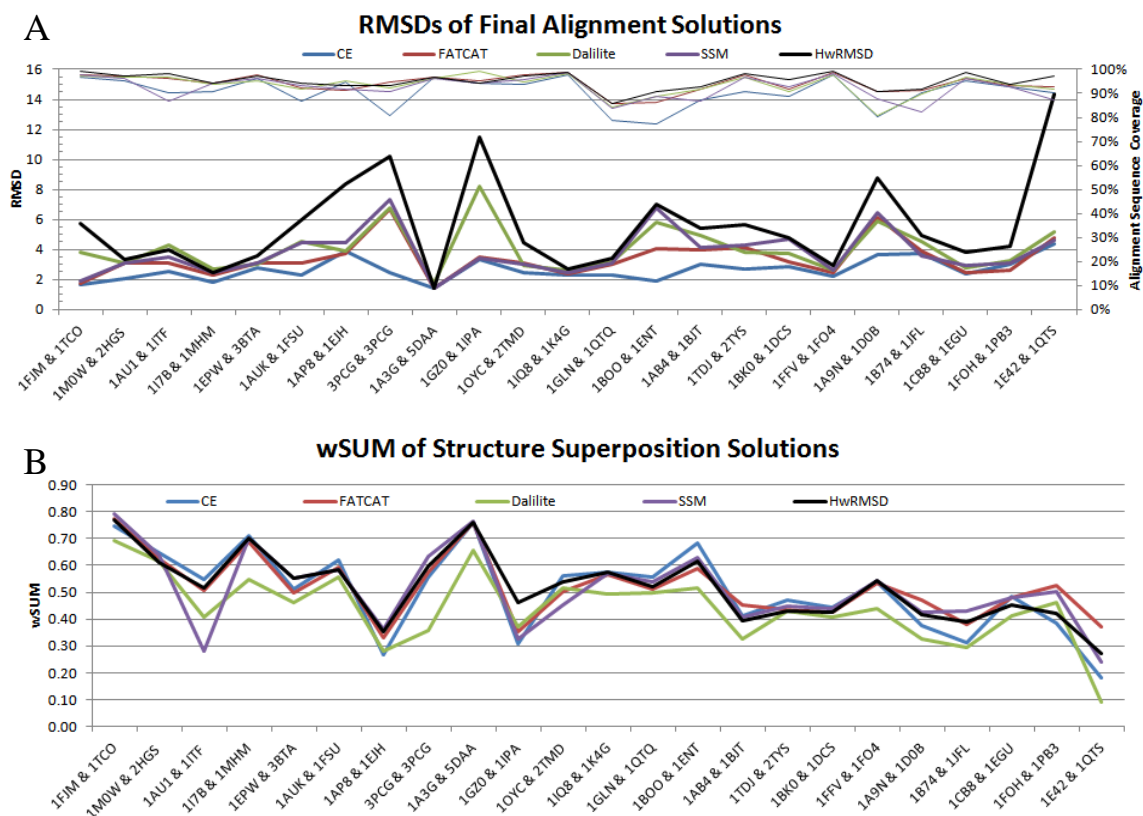 A
RMSDs of Final Alignment Solutions
CE FATCAT Dalilite SSM HwRMSD
16
14
12
10
8
6
4
2
0
RMSD
100%
90%
80%
70%
60%
50%
40%
30%
20%
10%
0%
Alignment Sequence Coverage
1FJM & 1TCO
1M0W & 2HGS
1AU1 & 1ITF
1I7B & 1MHM
1EPW & 3BTA
1AUK & 1FSU
1AP8 & 1EJH
3PCG & 3PCG
1A3G & 5DAA
1GZ0 & 1IPA
1OYC & 2TMD
1IQ8 & 1K4G
1GLN & 1QTQ
1BOO & 1ENT
1AB4 & 1BJT
1TDJ & 2TYS
1BK0 & 1DCS
1FFV & 1FO4
1A9N & 1D0B
1B74 & 1JFL
1CB8 & 1EGU
1FOH & 1PB3
1E42 & 1QTS
B
wSUM of Structure Superposition Solutions
CE FATCAT Dalilite SSM HwRMSD
0.90
0.80
0.70
0.60
0.50
0.40
0.30
0.20
0.10
0.00
wSUM
1FJM & 1TCO
1M0W & 2HGS
1AU1 & 1ITF
1I7B & 1MHM
1EPW & 3BTA
1AUK & 1FSU
1AP8 & 1EJH
3PCG & 3PCG
1A3G & 5DAA
1GZ0 & 1IPA
1OYC & 2TMD
1IQ8 & 1K4G
1GLN & 1QTQ
1BOO & 1ENT
1AB4 & 1BJT
1TDJ & 2TYS
1BK0 & 1DCS
1FFV & 1FO4
1A9N & 1D0B
1B74 & 1JFL
1CB8 & 1EGU
1FOH & 1PB3
1E42 & 1QTS